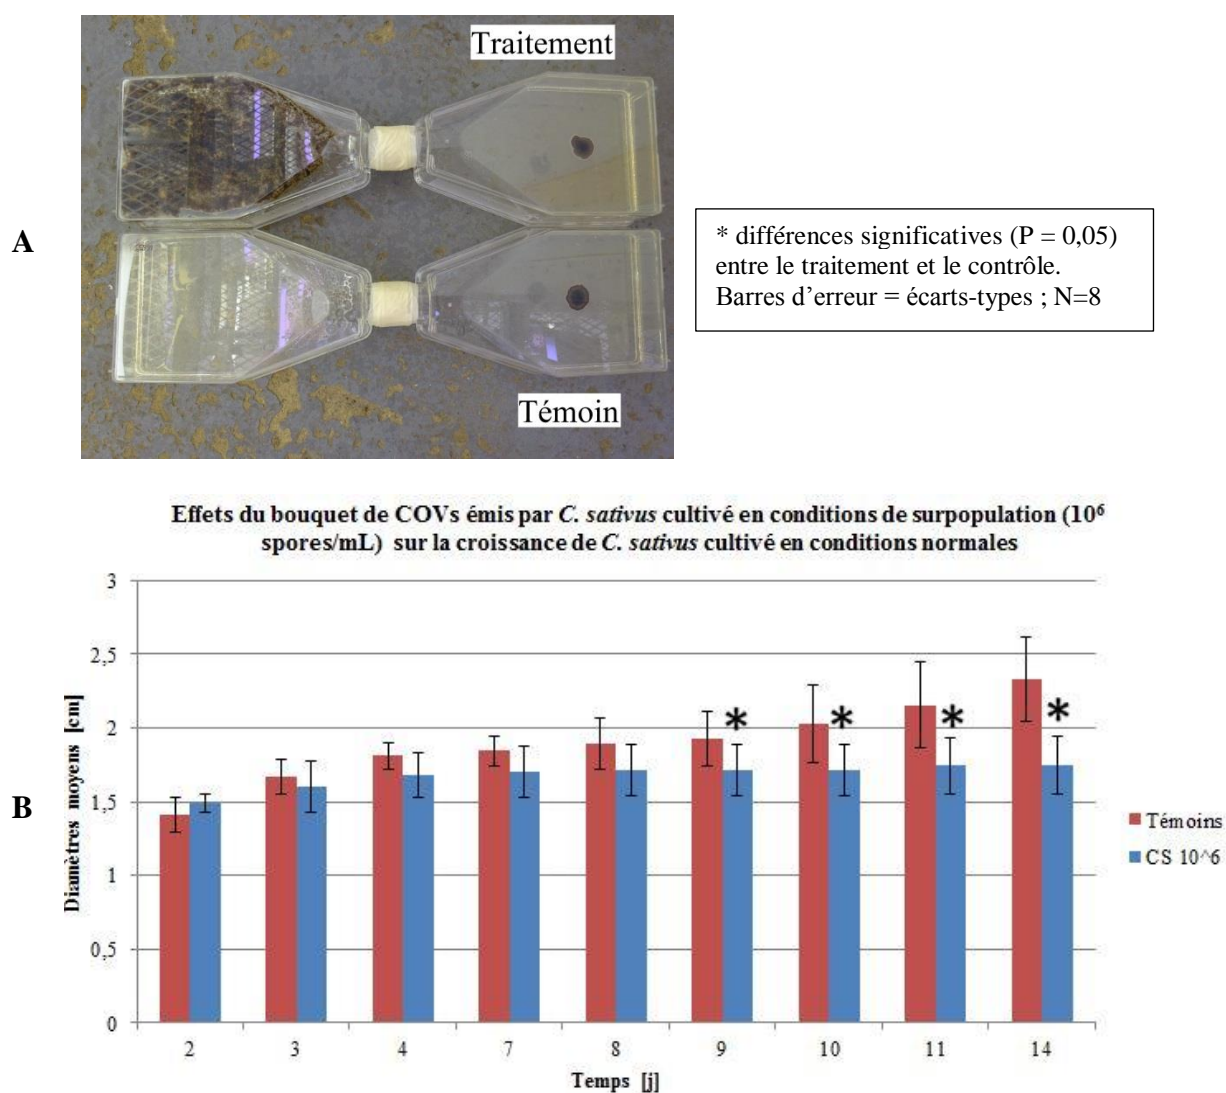 Traitement
A
Témoin
* différences significatives (P = 0,05)
entre le traitement et le contrôle.
Barres d'erreur = écarts-types ; N=8
Effets du bouquet de COVs émis par C. sativus cultivé en conditions de surpopulation (10⁶
spores/mL) sur la croissance de C. sativus cultivé en conditions normales
B
Diamètres moyens [cm]
3
2,5
2
1,5
1
0,5
0
* * * *
2 3 4 7 8 9 10 11 14
Temps [j]
Témoins
CS 10^6